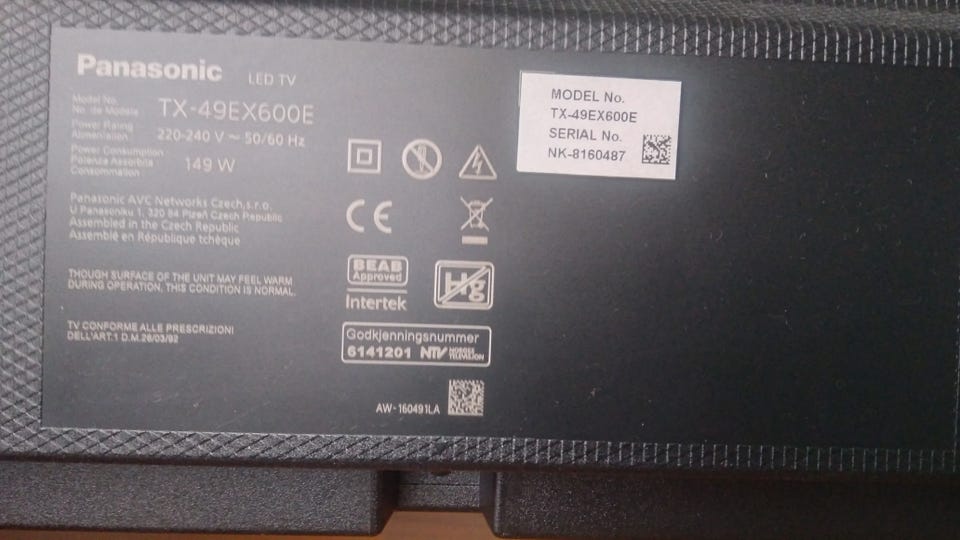 Panasonic LED TV
Model No.
No. de Modele
TX-49EX600E
Power Rating
Alimentation
220-240 V ~ 50/60 Hz
Power Consumption
Potenza Assorbita
Consommation
149 W
Panasonic AVC Networks Czech,s.r.o.
U Panasoniku 1, 320 84 Plzeň Czech Republic
Assembled in the Czech Republic
Assemblé en République tchèque
THOUGH SURFACE OF THE UNIT MAY FEEL WARM
DURING OPERATION, THIS CONDITION IS NORMAL.
TV CONFORME ALLE PRESCRIZIONI
DELL'ART.1 D.M.26/03/92
CE
BEAB
Approved
Intertek
Hg
Godkjenningsnummer
6141201 NTV NORGES
TELEVISJON
AW-160491LA
MODEL No.
TX-49EX600E
SERIAL No.
NK-8160487